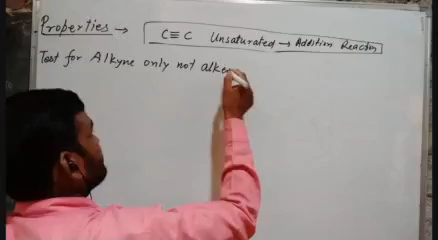 Properties → C≡C Unsaturated → Addition Reaction
Test for Alkyne only not alke